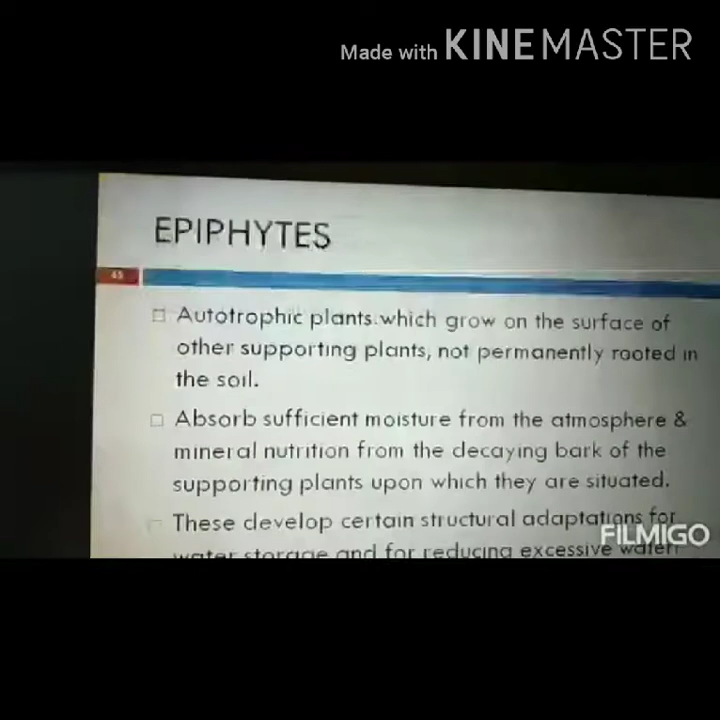 Made with KINEMASTER
EPIPHYTES
45
Autotrophic plants which grow on the surface of
other supporting plants, not permanently rooted in
the soil.
Absorb sufficient moisture from the atmosphere &
mineral nutrition from the decaying bark of the
supporting plants upon which they are situated.
These develop certain structural adaptations for
FILMIGO
water storage and for reducing excessive water